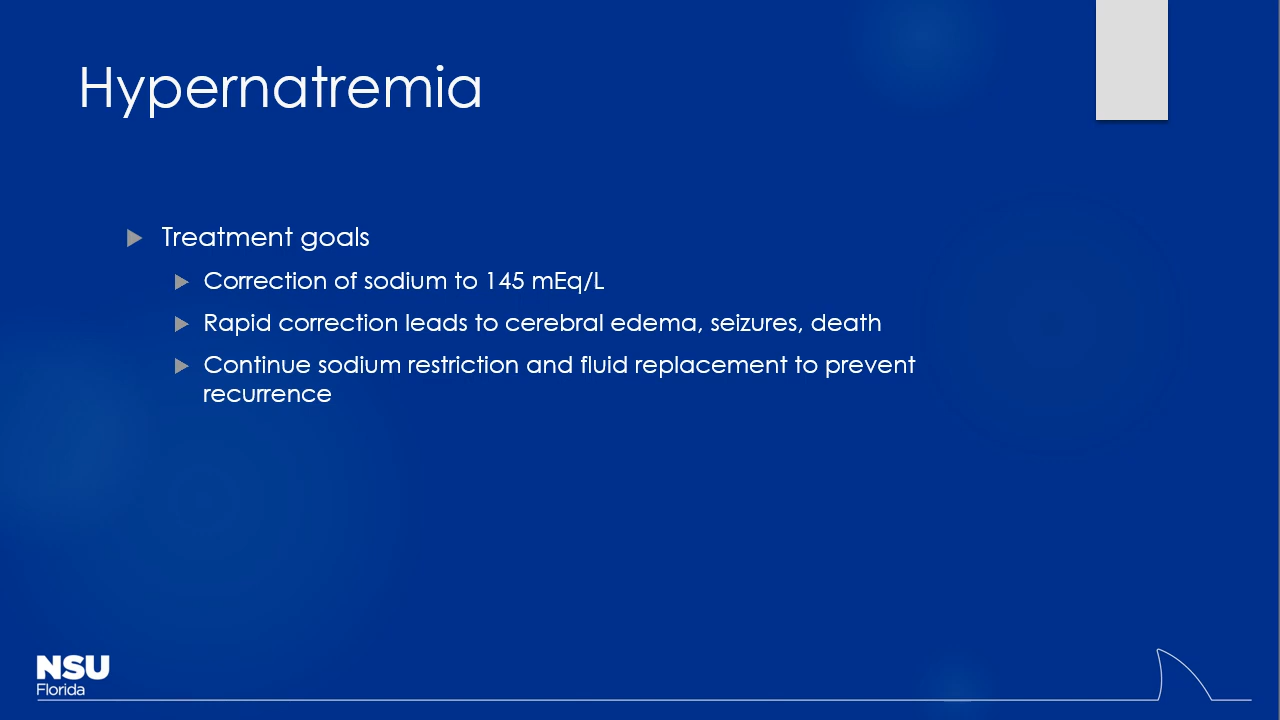 Hypernatremia
Treatment goals
Correction of sodium to 145 mEq/L
Rapid correction leads to cerebral edema, seizures, death
Continue sodium restriction and fluid replacement to prevent
recurrence
NSU
Florida